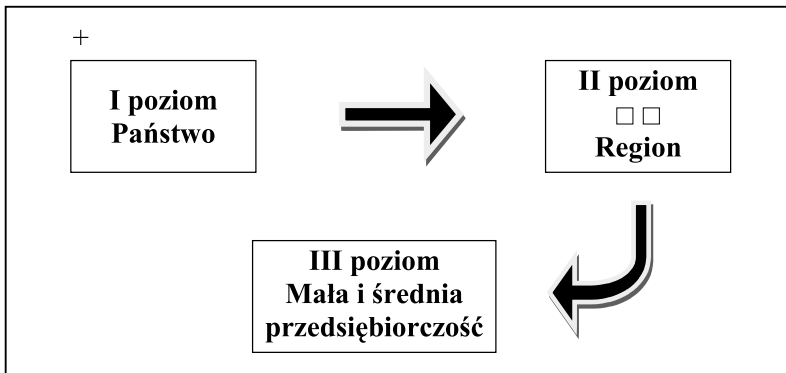 +
I poziom
Państwo
II poziom
□ □
Region
III poziom
Mała i średnia
przedsiębiorczość